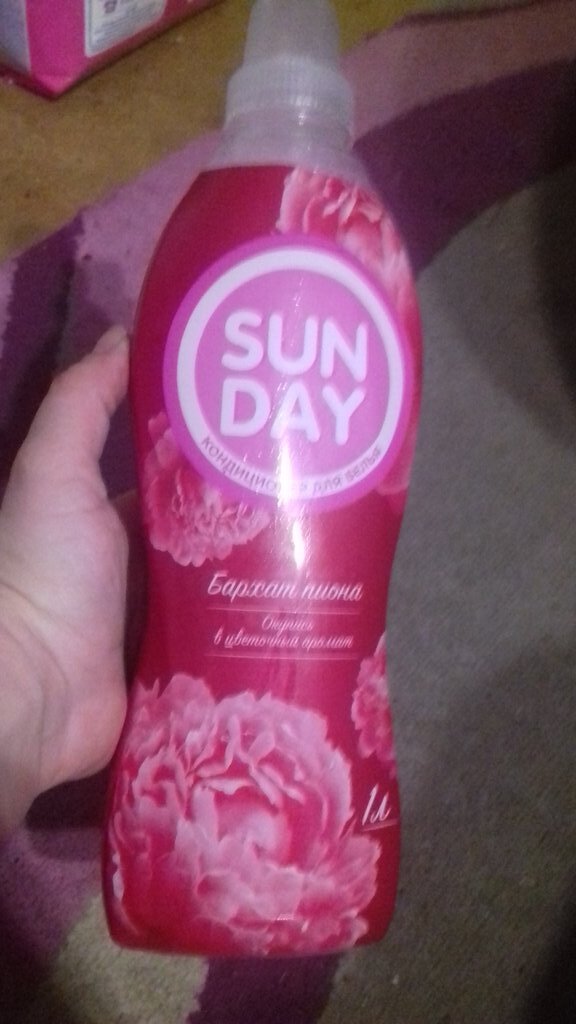 SUN
DAY
кондиционер для белья
Бархат пиона
Окунись
в цветочный аромат
1л